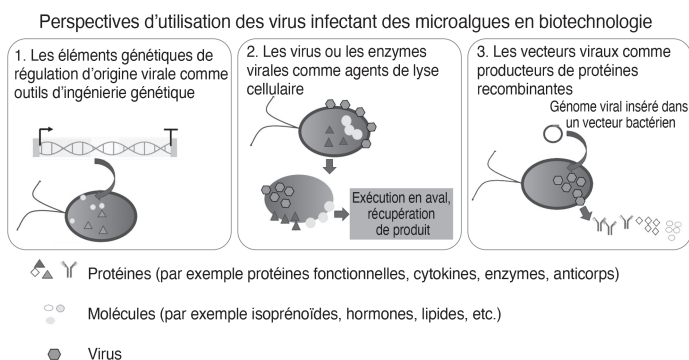 Perspectives d'utilisation des virus infectant des microalgues en biotechnologie
1. Les éléments génétiques de
régulation d'origine virale comme
outils d'ingénierie génétique
2. Les virus ou les enzymes
virales comme agents de lyse
cellulaire
Exécution en aval,
récupération
de produit
3. Les vecteurs viraux comme
producteurs de protéines
recombinantes
Génome viral inséré dans
un vecteur bactérien
Protéines (par exemple protéines fonctionnelles, cytokines, enzymes, anticorps)
Molécules (par exemple isoprénoïdes, hormones, lipides, etc.)
Virus